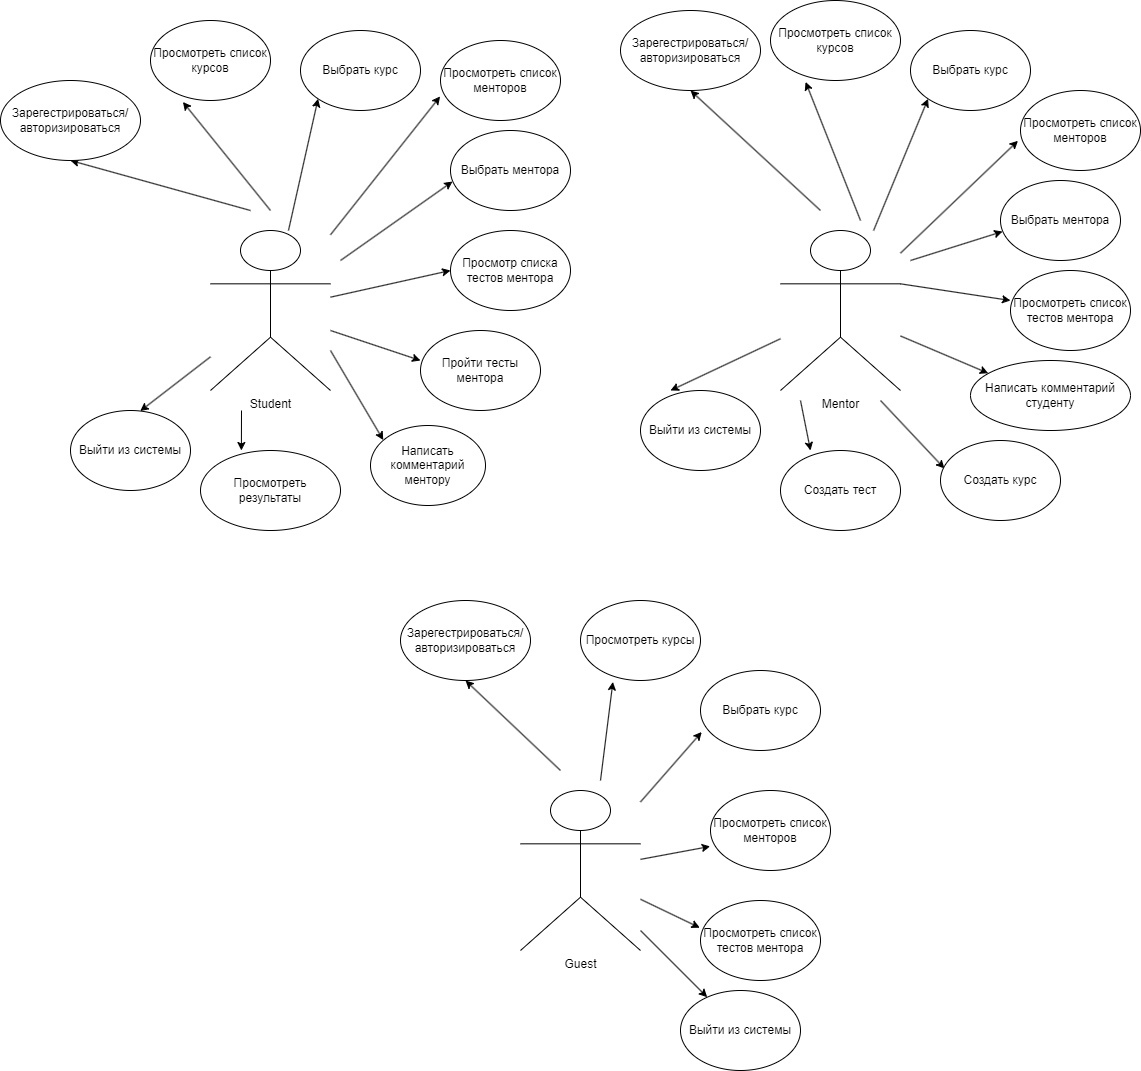 Зарегестрироваться/
авторизироваться
Просмотреть список
курсов
Выбрать курс
Просмотреть список
менторов
Выбрать ментора
Просмотр списка
тестов ментора
Пройти тесты
ментора
Написать
комментарий
ментору
Просмотреть
результаты
Выйти из системы
Student
Зарегестрироваться/
авторизироваться
Просмотреть список
курсов
Выбрать курс
Просмотреть список
менторов
Выбрать ментора
Просмотреть список
тестов ментора
Написать комментарий
студенту
Создать курс
Создать тест
Выйти из системы
Mentor
Зарегестрироваться/
авторизироваться
Просмотреть курсы
Выбрать курс
Просмотреть список
менторов
Просмотреть список
тестов ментора
Выйти из системы
Guest